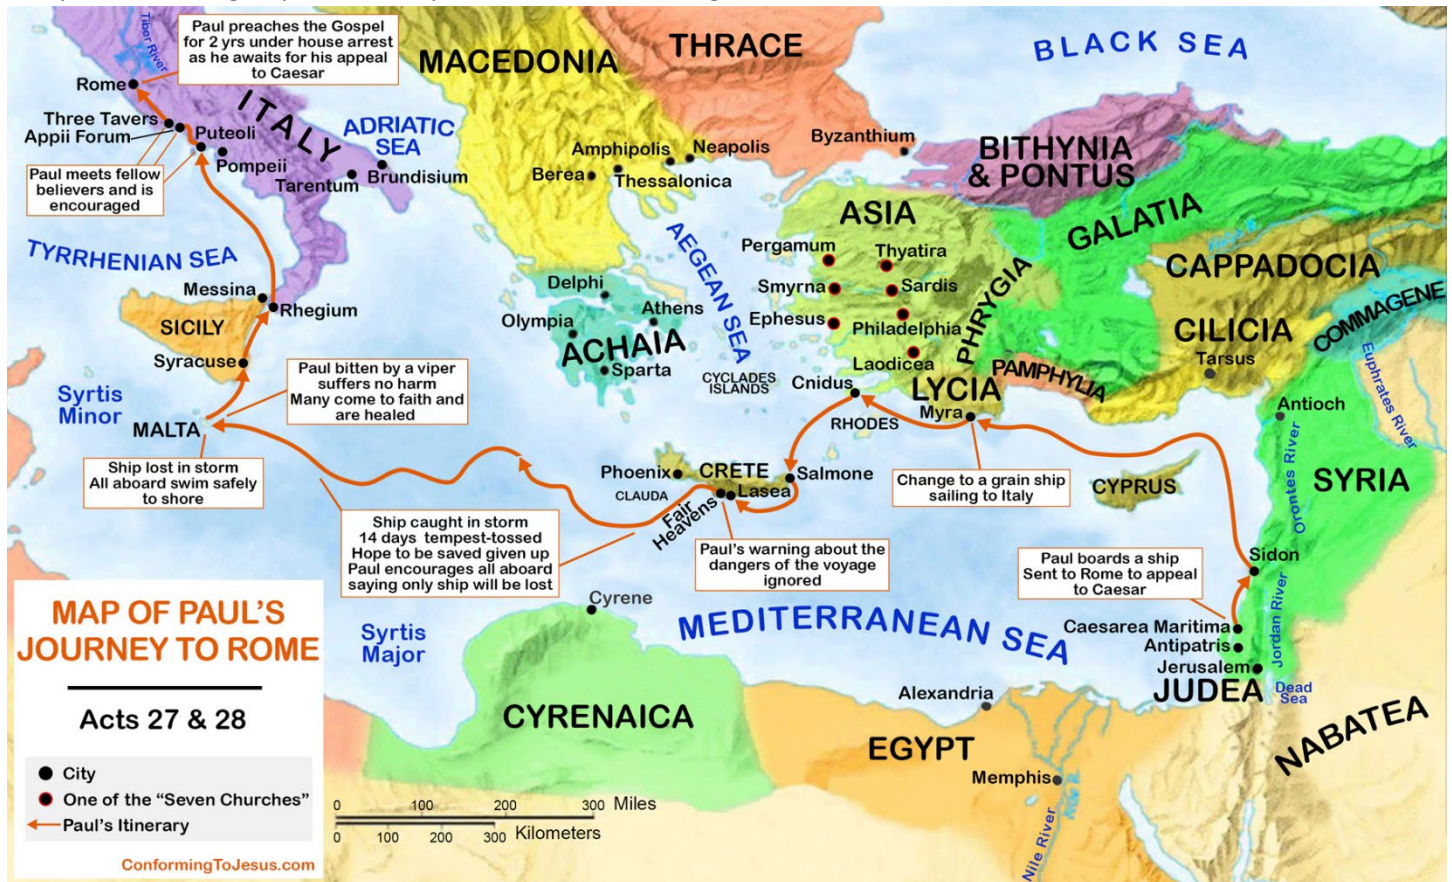 Paul preaches the Gospel
for 2 yrs under house arrest
as he awaits for his appeal
to Caesar
Tiber River
Rome
Three Tavers
Appii Forum
Puteoli
Pompeii
ITALY
ADRIATIC
SEA
Tarentum
Brundisium
Paul meets fellow
believers and is
encouraged
TYRRHENIAN SEA
Messina
Rhegium
SICILY
Syracuse
Syrtis
Minor
MALTA
Paul bitten by a viper
suffers no harm
Many come to faith and
are healed
Ship lost in storm
All aboard swim safely
to shore
MACEDONIA
THRACE
BLACK SEA
Amphipolis
Neapolis
Berea
Thessalonica
Byzanthium
BITHYNIA
& PONTUS
GALATIA
ASIA
AEGEAN SEA
Pergamum
Thyatira
Smyrna
Sardis
Ephesus
Philadelphia
Laodicea
PHRYGIA
CAPPADOCIA
CILICIA
Tarsus
COMMAGENE
Euphrates River
Delphi
Athens
Olympia
ACHAIA
Sparta
CYCLADES
ISLANDS
Cnidus
LYCIA
PAMPHYLIA
Myra
RHODES
Antioch
Orontes River
SYRIA
Phoenix
CRETE
Salmone
CLAUDA
Lasea
Fair
Heavens
Change to a grain ship
sailing to Italy
CYPRUS
Ship caught in storm
14 days tempest-tossed
Hope to be saved given up
Paul encourages all aboard
saying only ship will be lost
Paul's warning about the
dangers of the voyage
ignored
Paul boards a ship
Sent to Rome to appeal
to Caesar
Sidon
Caesarea Maritima
Antipatris
Jerusalem
JUDEA
Jordan River
Dead
Sea
NABATEA
Cyrene
Syrtis
Major
MEDITERRANEAN SEA
CYRENAICA
Alexandria
EGYPT
Memphis
Nile R.
Nile River
MAP OF PAUL'S
JOURNEY TO ROME
Acts 27 & 28
City
One of the "Seven Churches"
Paul's Itinerary
ConformingToJesus.com
0 100 200 300 Miles
0 100 200 300 Kilometers